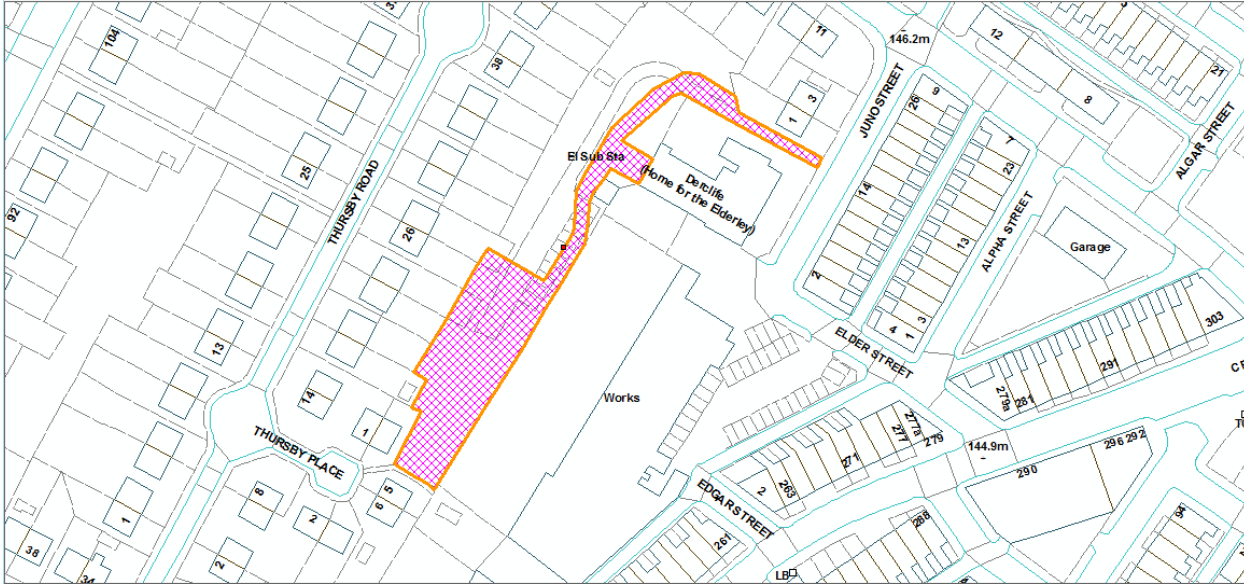 104
38
11
146.2m
12
21
8
3
1
9
26
JUNO STREET
ALGAR STREET
7
23
El Sub Sta
Derclife
(Home for the Elderley)
25
THURSBY ROAD
92
26
14
13
ALPHA STREET
Garage
2
4
1
3
303
ELDER STREET
291
281
279a
13
14
Works
1
THURSBY PLACE
277a
277
279
271
263
2
144.9m
296 292
290
EDGAR STREET
8
5
6
2
1
38
34
2
261
288
94
LB